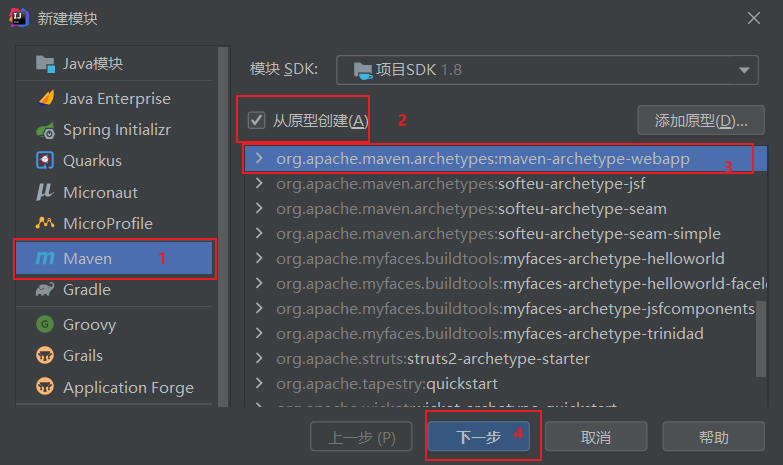 新建模块
Java模块
Java Enterprise
Spring Initializr
Quarkus
Micronaut
MicroProfile
Maven 1
Gradle
Groovy
Grails
Application Forge
模块 SDK: 项目SDK 1.8
从原型创建(A) 2 添加原型(D)...
org.apache.maven.archetypes:maven-archetype-webapp 3
org.apache.maven.archetypes:softeu-archetype-jsf
org.apache.maven.archetypes:softeu-archetype-seam
org.apache.maven.archetypes:softeu-archetype-seam-simple
org.apache.myfaces.buildtools:myfaces-archetype-helloworld
org.apache.myfaces.buildtools:myfaces-archetype-helloworld-facel
org.apache.myfaces.buildtools:myfaces-archetype-jsfcomponents
org.apache.myfaces.buildtools:myfaces-archetype-trinidad
org.apache.struts:struts2-archetype-starter
org.apache.tapestry:quickstart
org.apache.wicket:wicket-archetype-quickstart
上一步 (P) 下一步 4 取消 帮助